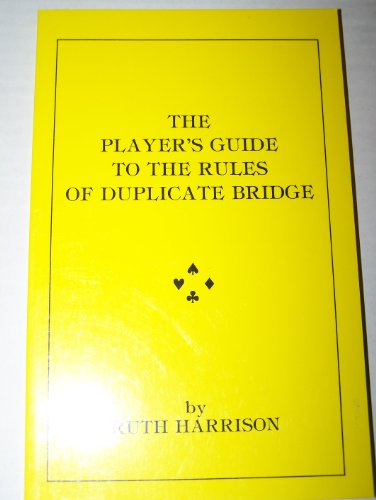 THE
PLAYER'S GUIDE
TO THE RULES
OF DUPLICATE BRIDGE
by
RUTH HARRISON